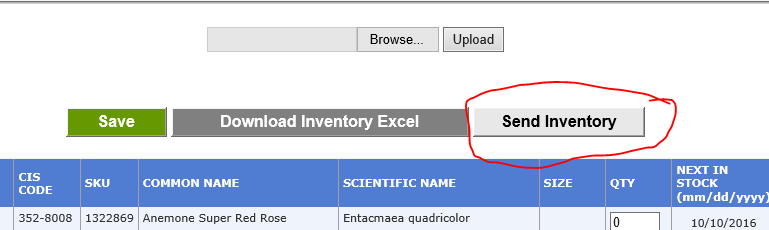 Browse... Upload
Save Download Inventory Excel Send Inventory
CIS CODE SKU COMMON NAME SCIENTIFIC NAME SIZE QTY NEXT IN STOCK (mm/dd/yyyy)
352-8008 1322869 Anemone Super Red Rose Entacmaea quadricolor 0 10/10/2016